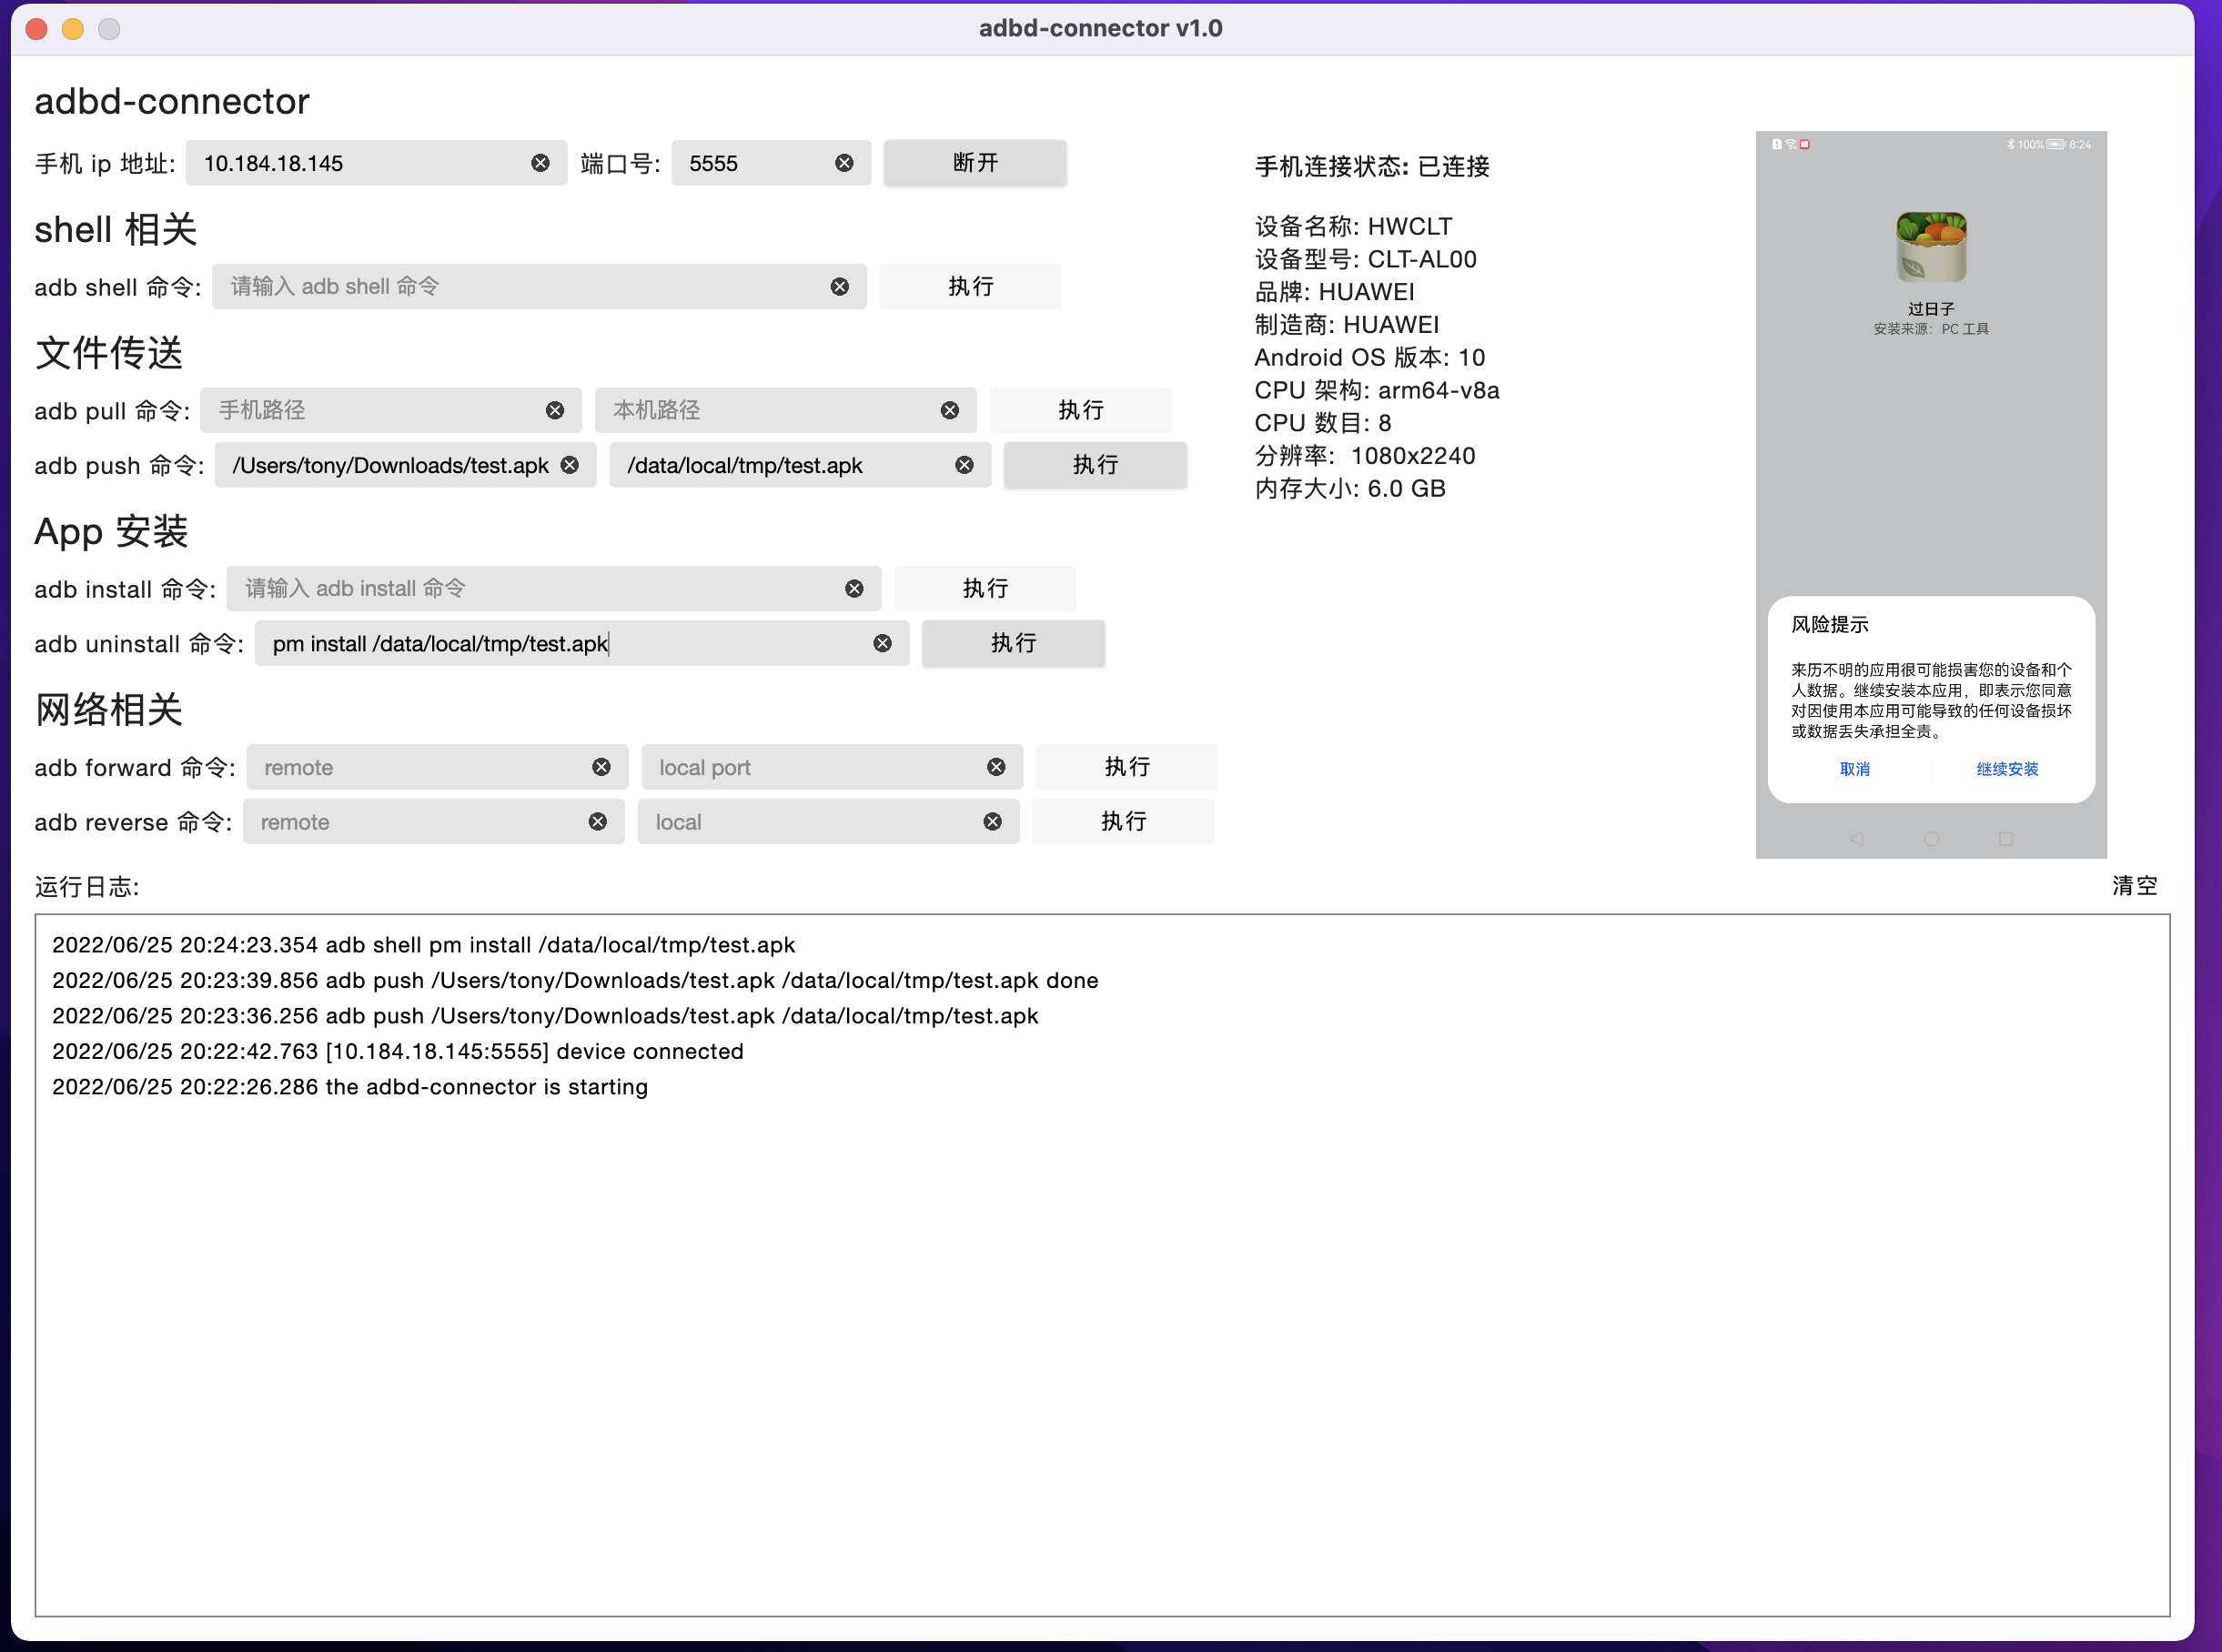 adbd-connector v1.0
adbd-connector
手机 ip 地址: 10.184.18.145 端口号: 5555 断开
shell 相关
adb shell 命令: 请输入 adb shell 命令 执行
文件传送
adb pull 命令: 手机路径 本机路径 执行
adb push 命令: /Users/tony/Downloads/test.apk /data/local/tmp/test.apk 执行
App 安装
adb install 命令: 请输入 adb install 命令 执行
adb uninstall 命令: pm install /data/local/tmp/test.apk 执行
网络相关
adb forward 命令: remote local port 执行
adb reverse 命令: remote local 执行
手机连接状态: 已连接
设备名称: HWCLT
设备型号: CLT-AL00
品牌: HUAWEI
制造商: HUAWEI
Android OS 版本: 10
CPU 架构: arm64-v8a
CPU 数目: 8
分辨率: 1080x2240
内存大小: 6.0 GB
100% 8:24
过日子
安装来源：PC 工具
风险提示
来历不明的应用很可能损害您的设备和个
人数据。继续安装本应用，即表示您同意
对因使用本应用可能导致的任何设备损坏
或数据丢失承担全责。
取消 继续安装
运行日志: 清空
2022/06/25 20:24:23.354 adb shell pm install /data/local/tmp/test.apk
2022/06/25 20:23:39.856 adb push /Users/tony/Downloads/test.apk /data/local/tmp/test.apk done
2022/06/25 20:23:36.256 adb push /Users/tony/Downloads/test.apk /data/local/tmp/test.apk
2022/06/25 20:22:42.763 [10.184.18.145:5555] device connected
2022/06/25 20:22:26.286 the adbd-connector is starting